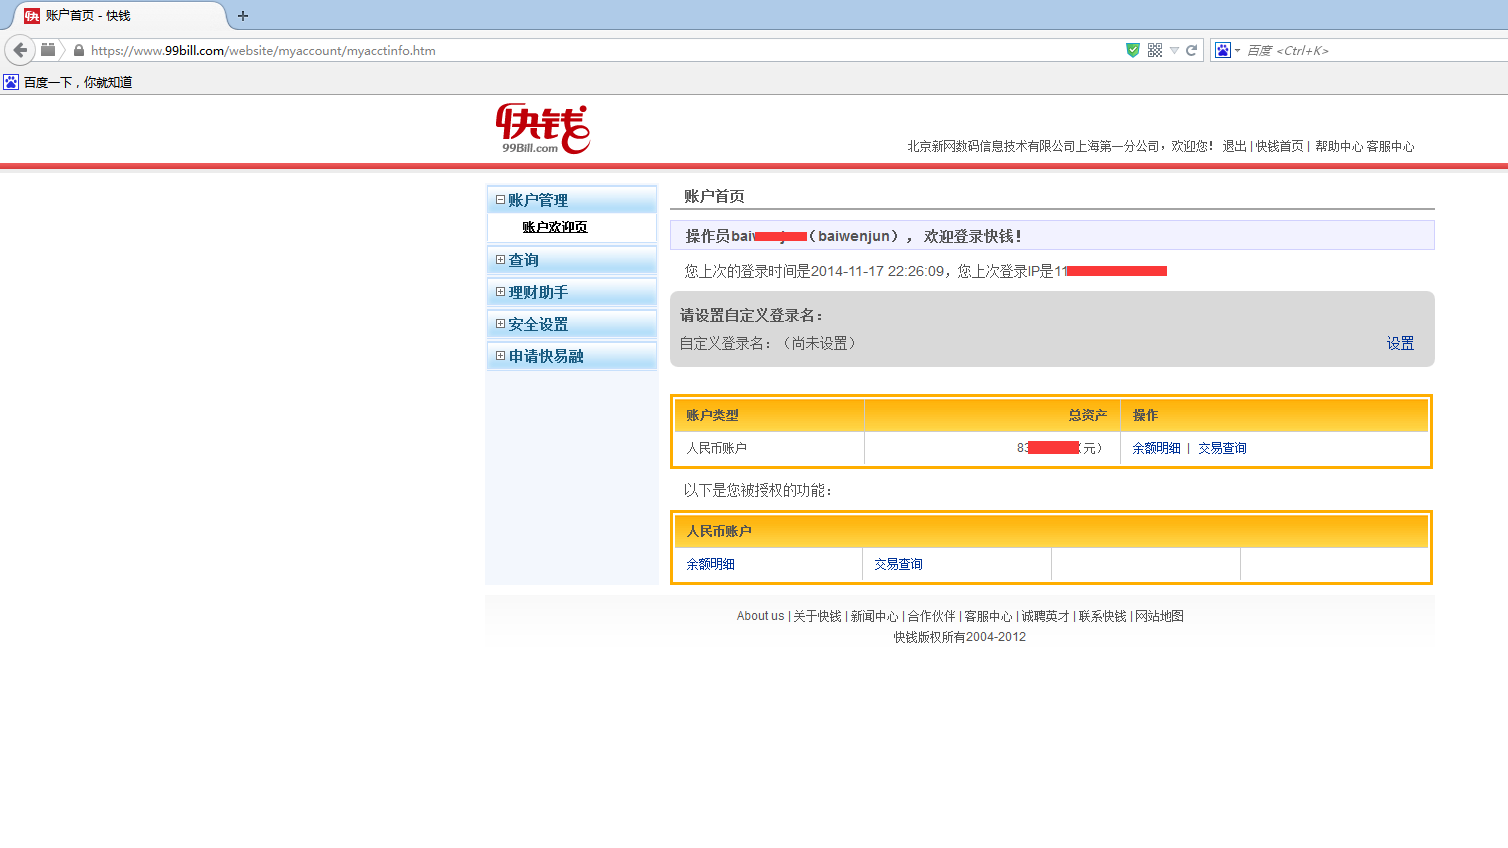 账户首页 - 快钱
https://www.99bill.com/website/myaccount/myacctinfo.htm
百度 <Ctrl+K>
百度一下，你就知道
快钱
99Bill.com
北京新网数码信息技术有限公司上海第一分公司，欢迎您！ 退出 | 快钱首页 | 帮助中心 客服中心
账户管理
账户欢迎页
查询
理财助手
安全设置
申请快易融
账户首页
操作员bai（baiwenjun），欢迎登录快钱！
您上次的登录时间是2014-11-17 22:26:09，您上次登录IP是11
请设置自定义登录名：
自定义登录名：（尚未设置）
设置
账户类型 总资产 操作
人民币账户 8 （元） 余额明细 | 交易查询
以下是您被授权的功能：
人民币账户
余额明细 交易查询
About us | 关于快钱 | 新闻中心 | 合作伙伴 | 客服中心 | 诚聘英才 | 联系快钱 | 网站地图
快钱版权所有2004-2012